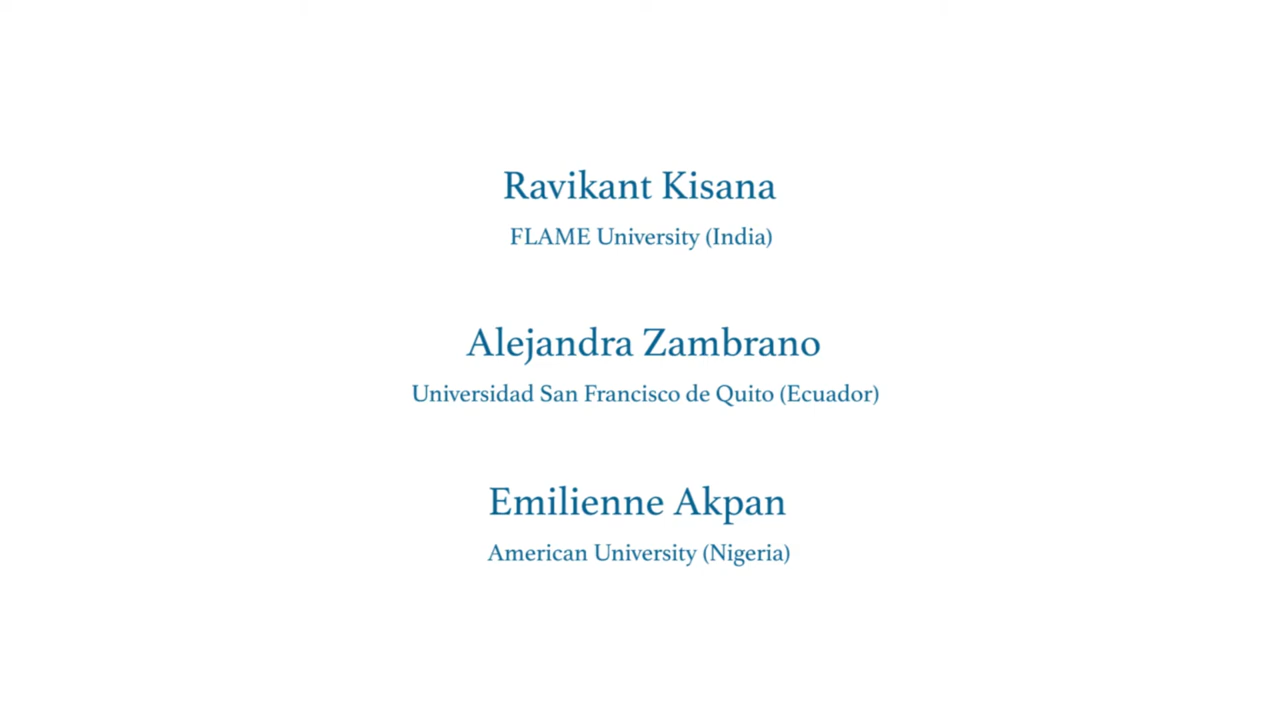 Ravikant Kisana
FLAME University (India)
Alejandra Zambrano
Universidad San Francisco de Quito (Ecuador)
Emilienne Akpan
American University (Nigeria)